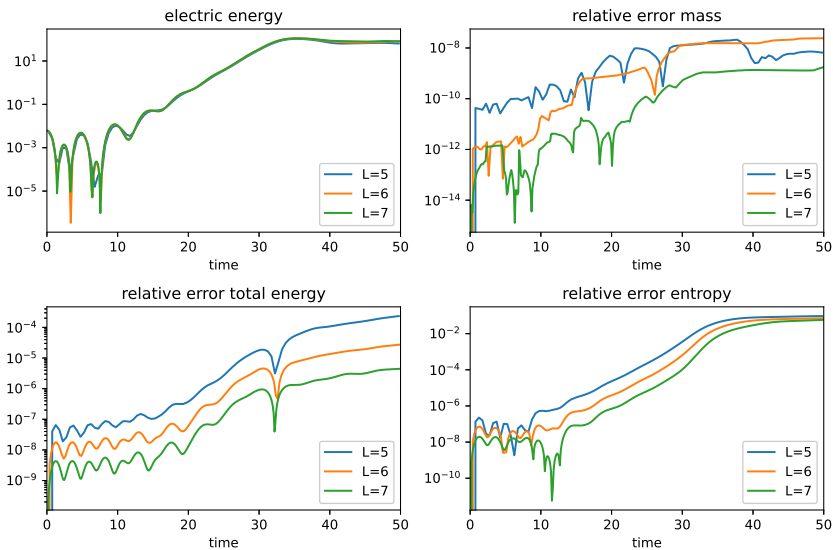 electric energy
10^1
10^-1
10^-3
10^-5
L=5
L=6
L=7
0 10 20 30 40 50
time
relative error mass
10^-8
10^-10
10^-12
10^-14
L=5
L=6
L=7
0 10 20 30 40 50
time
relative error total energy
10^-4
10^-5
10^-6
10^-7
10^-8
10^-9
L=5
L=6
L=7
0 10 20 30 40 50
time
relative error entropy
10^-2
10^-4
10^-6
10^-8
10^-10
L=5
L=6
L=7
0 10 20 30 40 50
time